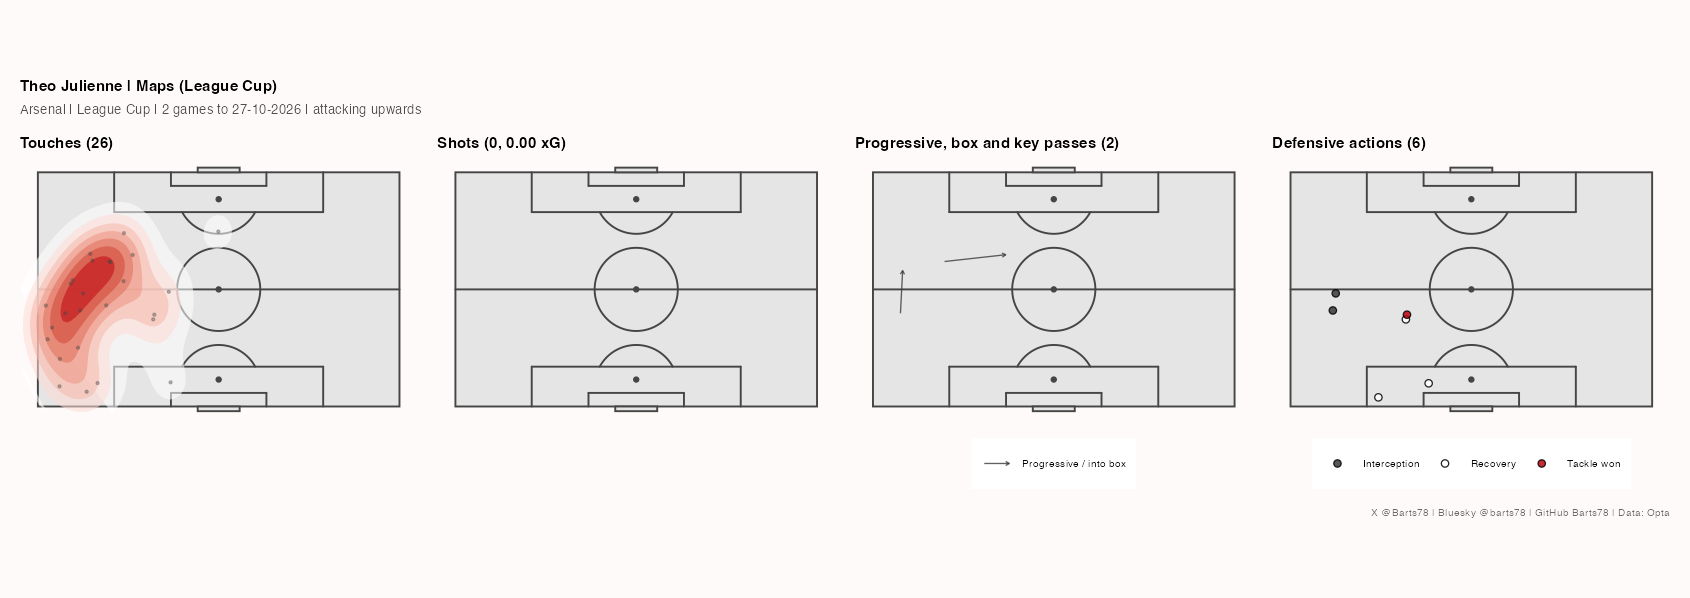 Theo Julienne | Maps (League Cup)
Arsenal | League Cup | 2 games to 27-10-2026 | attacking upwards
Touches (26)
Shots (0, 0.00 xG)
Progressive, box and key passes (2)
Defensive actions (6)
Progressive / into box
Interception
Recovery
Tackle won
X @Barts78 | Bluesky @barts78 | GitHub Barts78 | Data: Opta